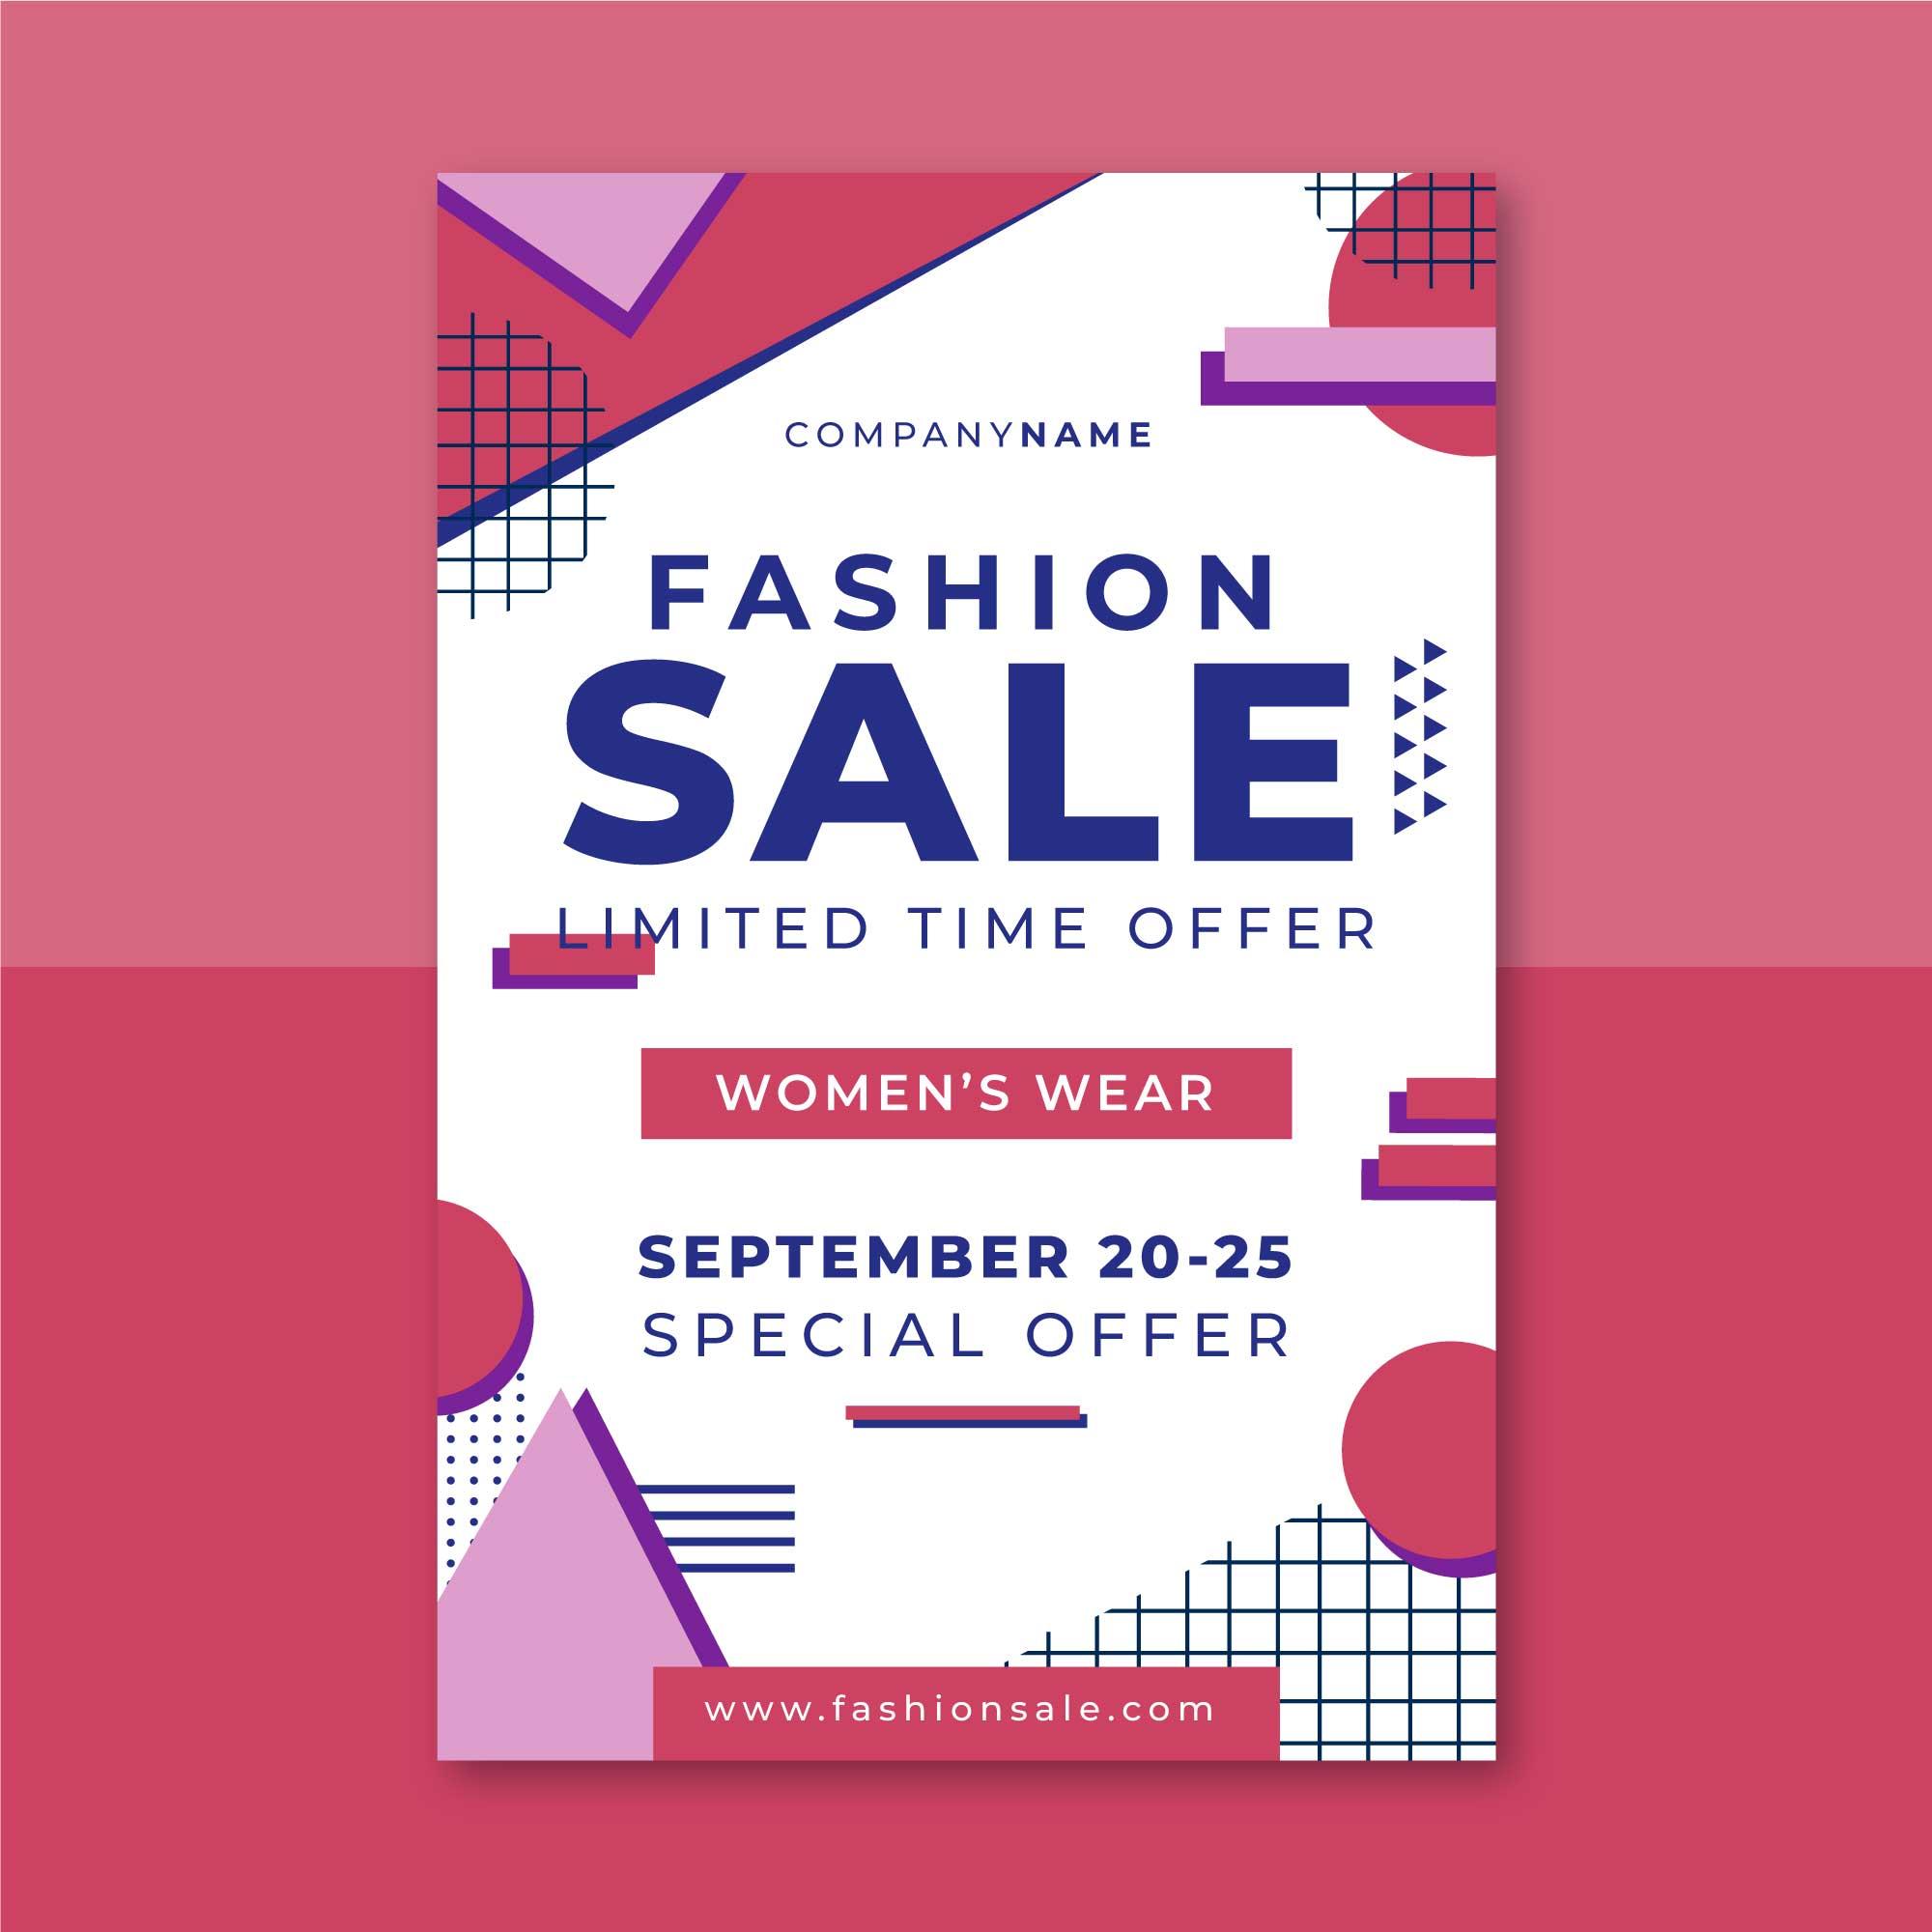 COMPANYNAME
FASHION
SALE
LIMITED TIME OFFER
WOMEN’S WEAR
SEPTEMBER 20-25
SPECIAL OFFER
www.fashionsale.com